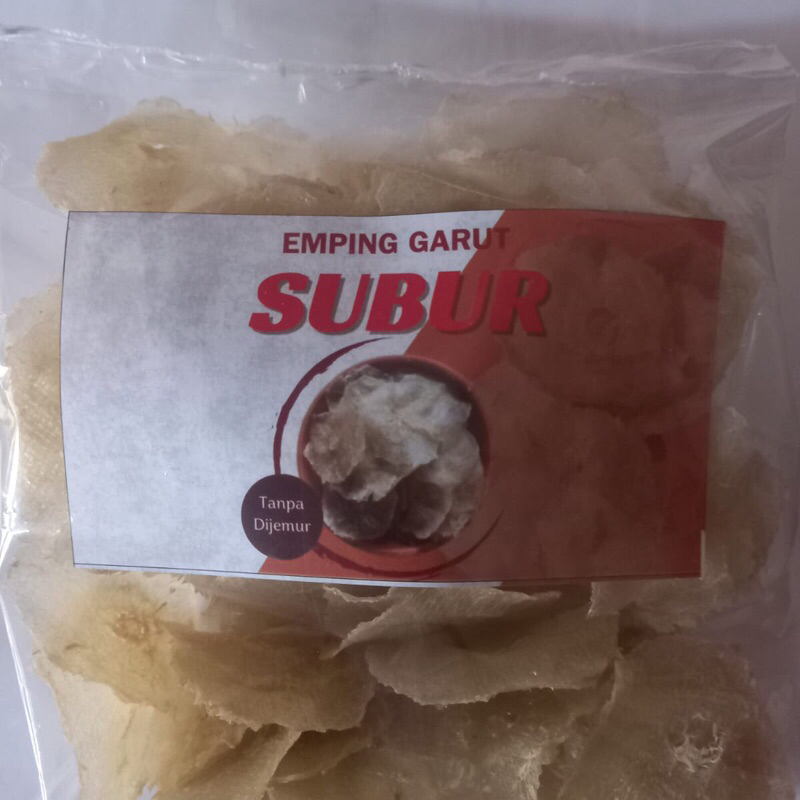 EMPING GARUT
SUBUR
Tanpa
Dijemur